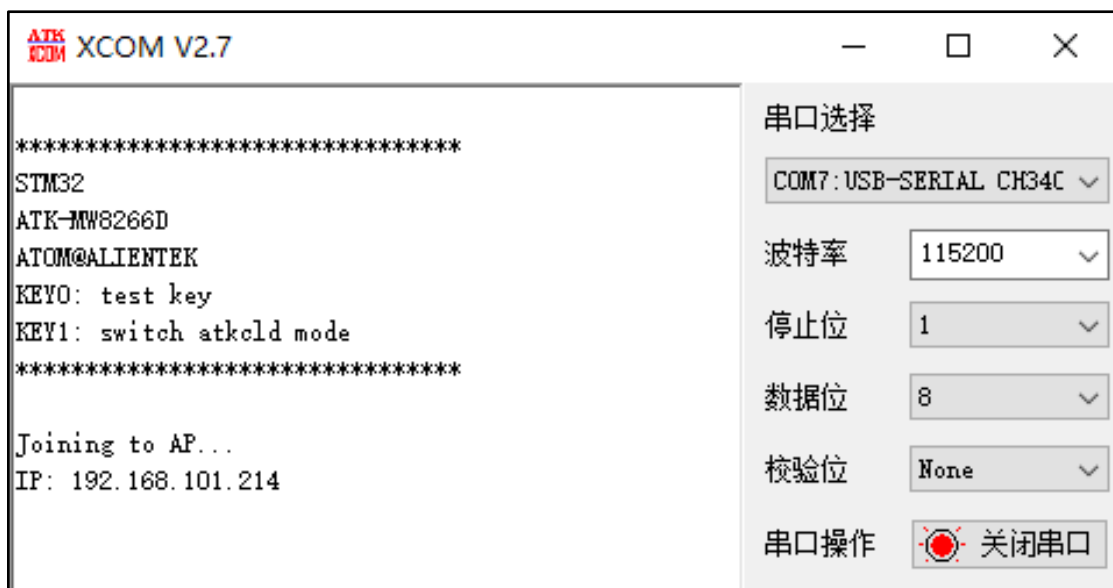 ATK
XCOM
XCOM V2.7
********************************
STM32
ATK-MW8266D
ATOM@ALIENTEK
KEY0: test key
KEY1: switch atkcld mode
********************************
Joining to AP...
IP: 192.168.101.214
串口选择
COM7:USB-SERIAL CH340
波特率
115200
停止位
1
数据位
8
校验位
None
串口操作
关闭串口